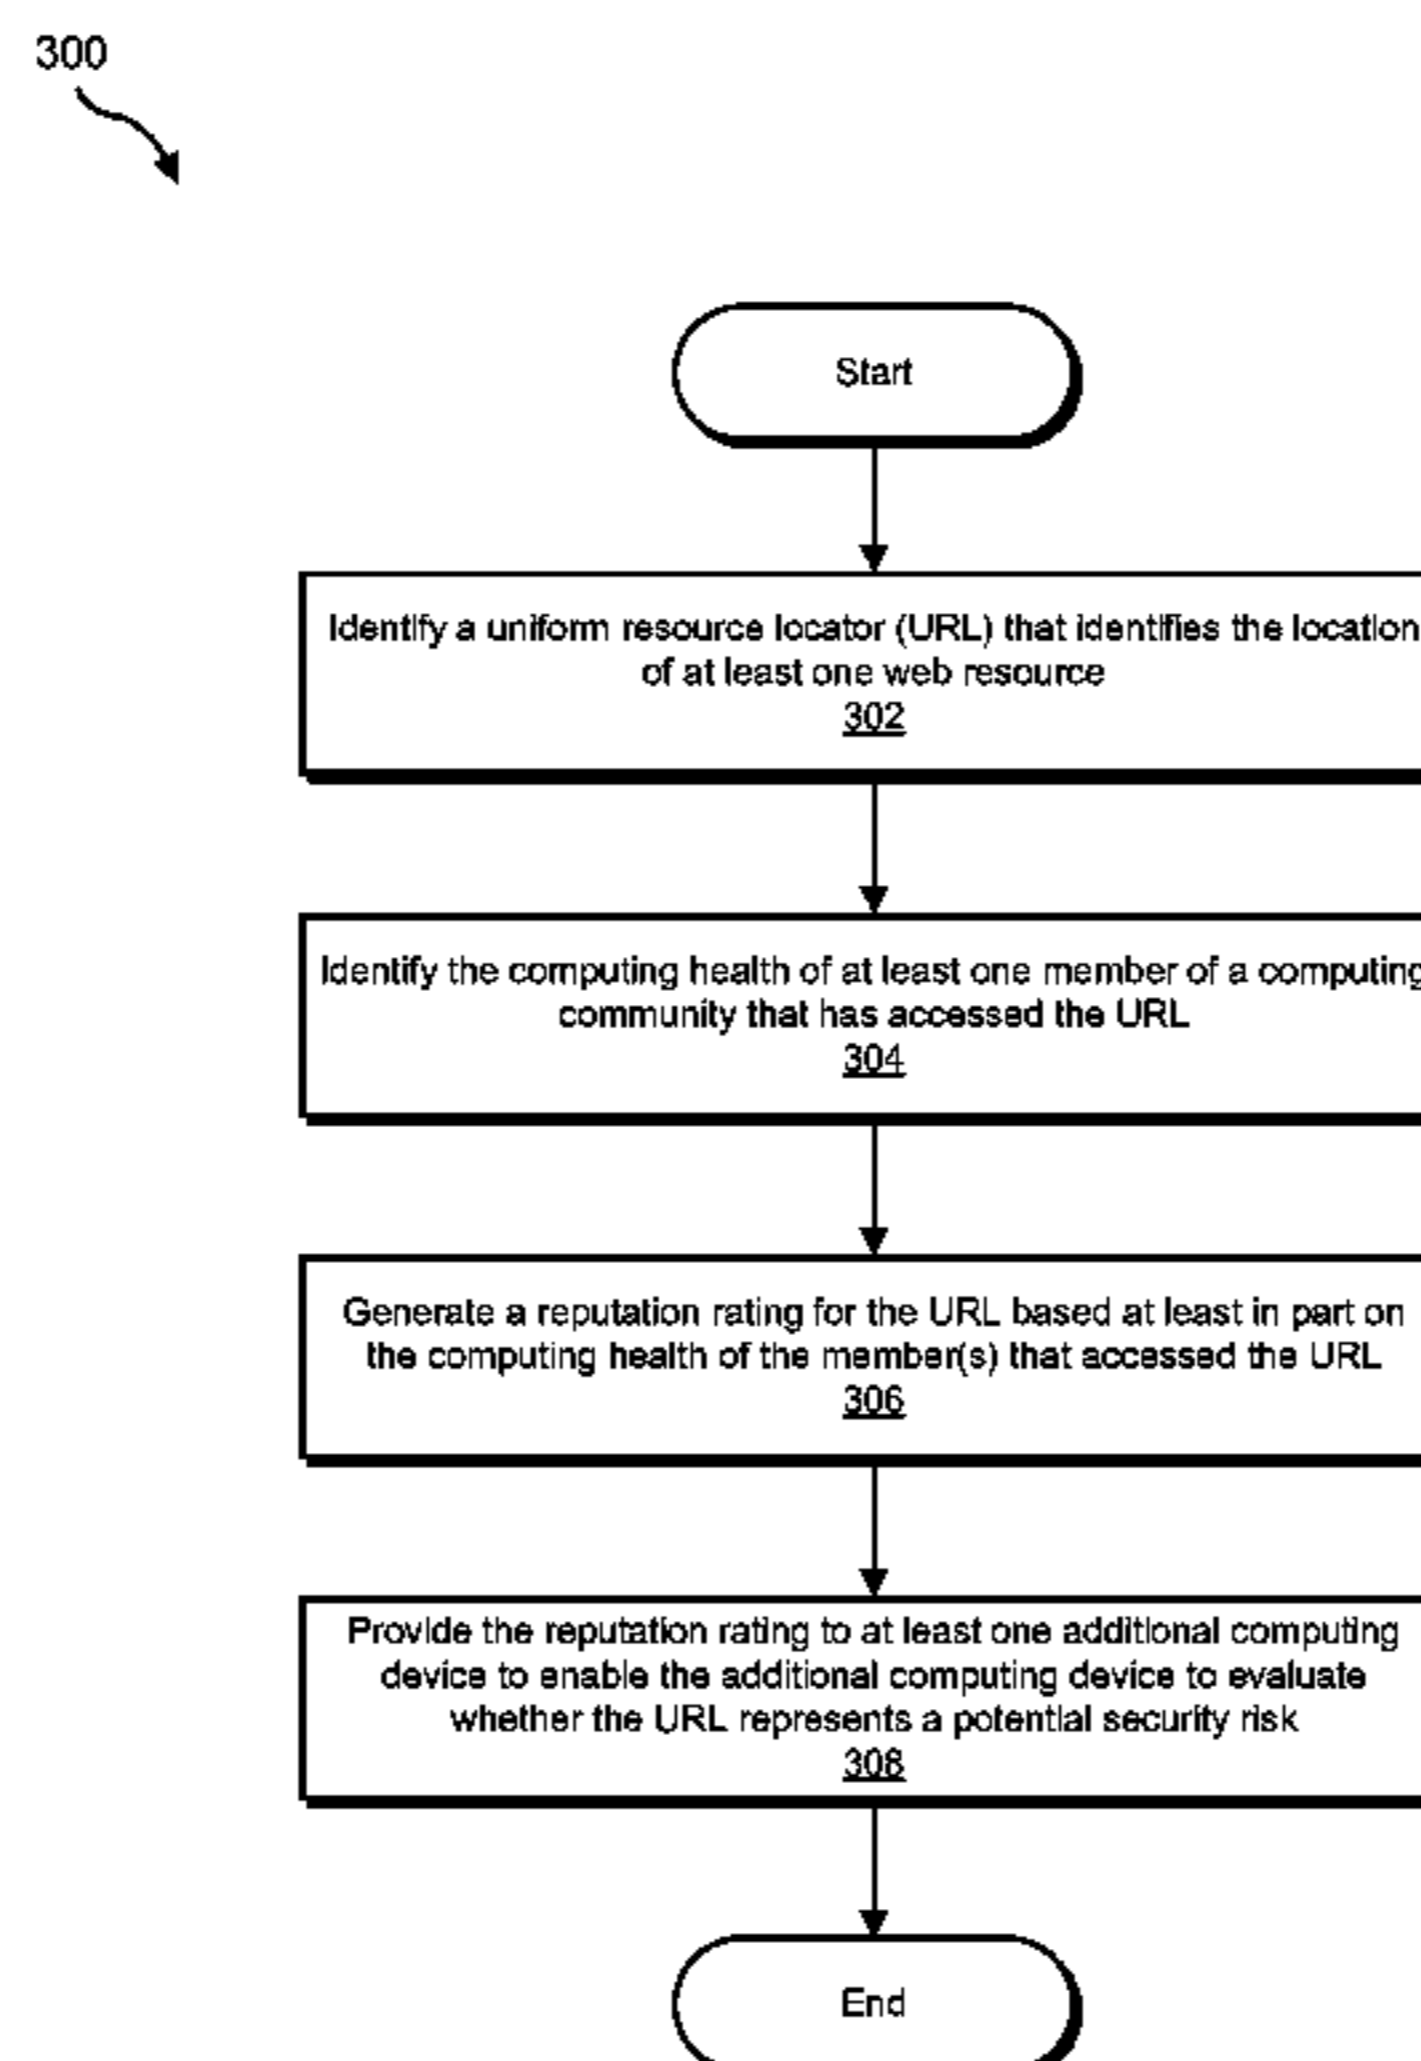 300
Start
Identify a uniform resource locator (URL) that identifies the location
of at least one web resource
302
Identify the computing health of at least one member of a computing
community that has accessed the URL
304
Generate a reputation rating for the URL based at least in part on
the computing health of the member(s) that accessed the URL
306
Provide the reputation rating to at least one additional computing
device to enable the additional computing device to evaluate
whether the URL represents a potential security risk
308
End